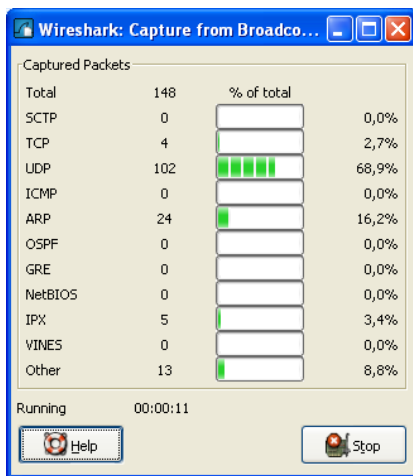 Wireshark: Capture from Broadco...
Captured Packets
Total 148 % of total
SCTP 0 0,0%
TCP 4 2,7%
UDP 102 68,9%
ICMP 0 0,0%
ARP 24 16,2%
OSPF 0 0,0%
GRE 0 0,0%
NetBIOS 0 0,0%
IPX 5 3,4%
VINES 0 0,0%
Other 13 8,8%
Running 00:00:11
Help Stop